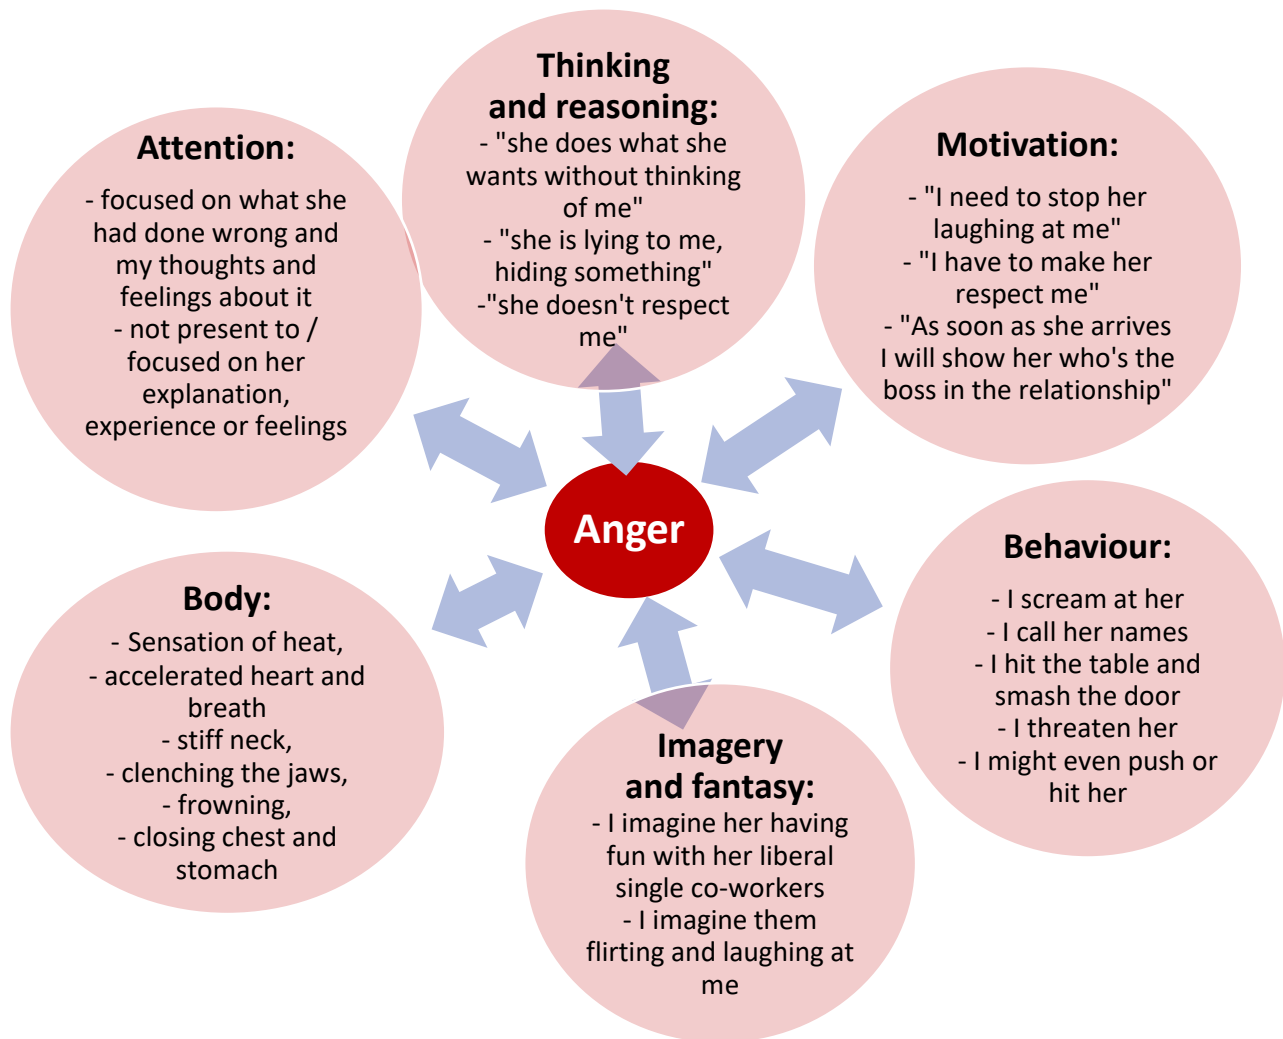 Thinking
and reasoning:
- "she does what she
wants without thinking
of me"
- "she is lying to me,
hiding something"
-"she doesn't respect
me"
Attention:
- focused on what she
had done wrong and
my thoughts and
feelings about it
- not present to /
focused on her
explanation,
experience or feelings
Motivation:
- "I need to stop her
laughing at me"
- "I have to make her
respect me"
- "As soon as she arrives
I will show her who's the
boss in the relationship"
Anger
Body:
- Sensation of heat,
- accelerated heart and
breath
- stiff neck,
- clenching the jaws,
- frowning,
- closing chest and
stomach
Behaviour:
- I scream at her
- I call her names
- I hit the table and
smash the door
- I threaten her
- I might even push or
hit her
Imagery
and fantasy:
- I imagine her having
fun with her liberal
single co-workers
- I imagine them
flirting and laughing at
me